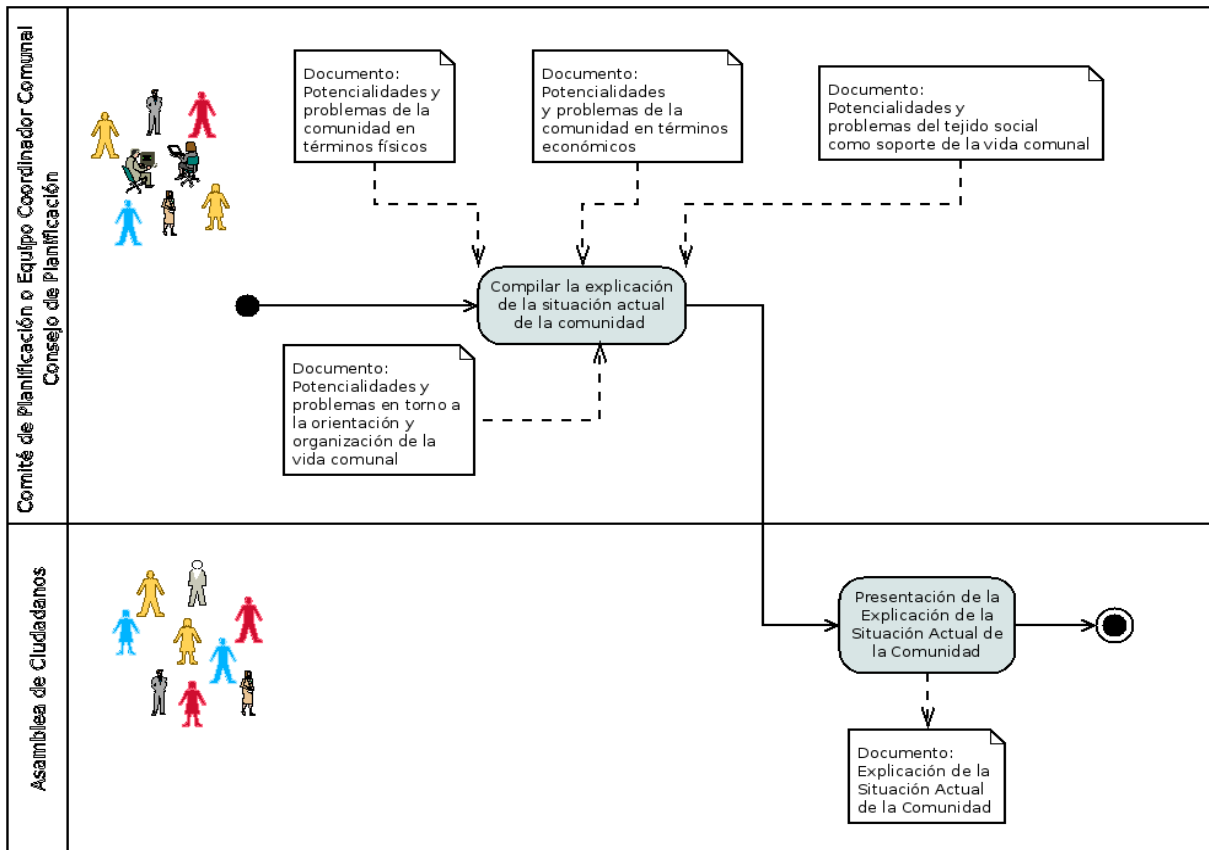 Comité de Planificación o Equipo Coordinador Comunal
Consejo de Planificación
Documento:
Potencialidades y
problemas de la
comunidad en
términos físicos
Documento:
Potencialidades
y problemas de la
comunidad en términos
económicos
Documento:
Potencialidades y
problemas del tejido social
como soporte de la vida comunal
Compilar la explicación
de la situación actual
de la comunidad
Documento:
Potencialidades y
problemas en torno a
la orientación y
organización de la
vida comunal
Asamblea de Ciudadanos
Presentación de la
Explicación de la
Situación Actual de
la Comunidad
Documento:
Explicación de la
Situación Actual
de la Comunidad